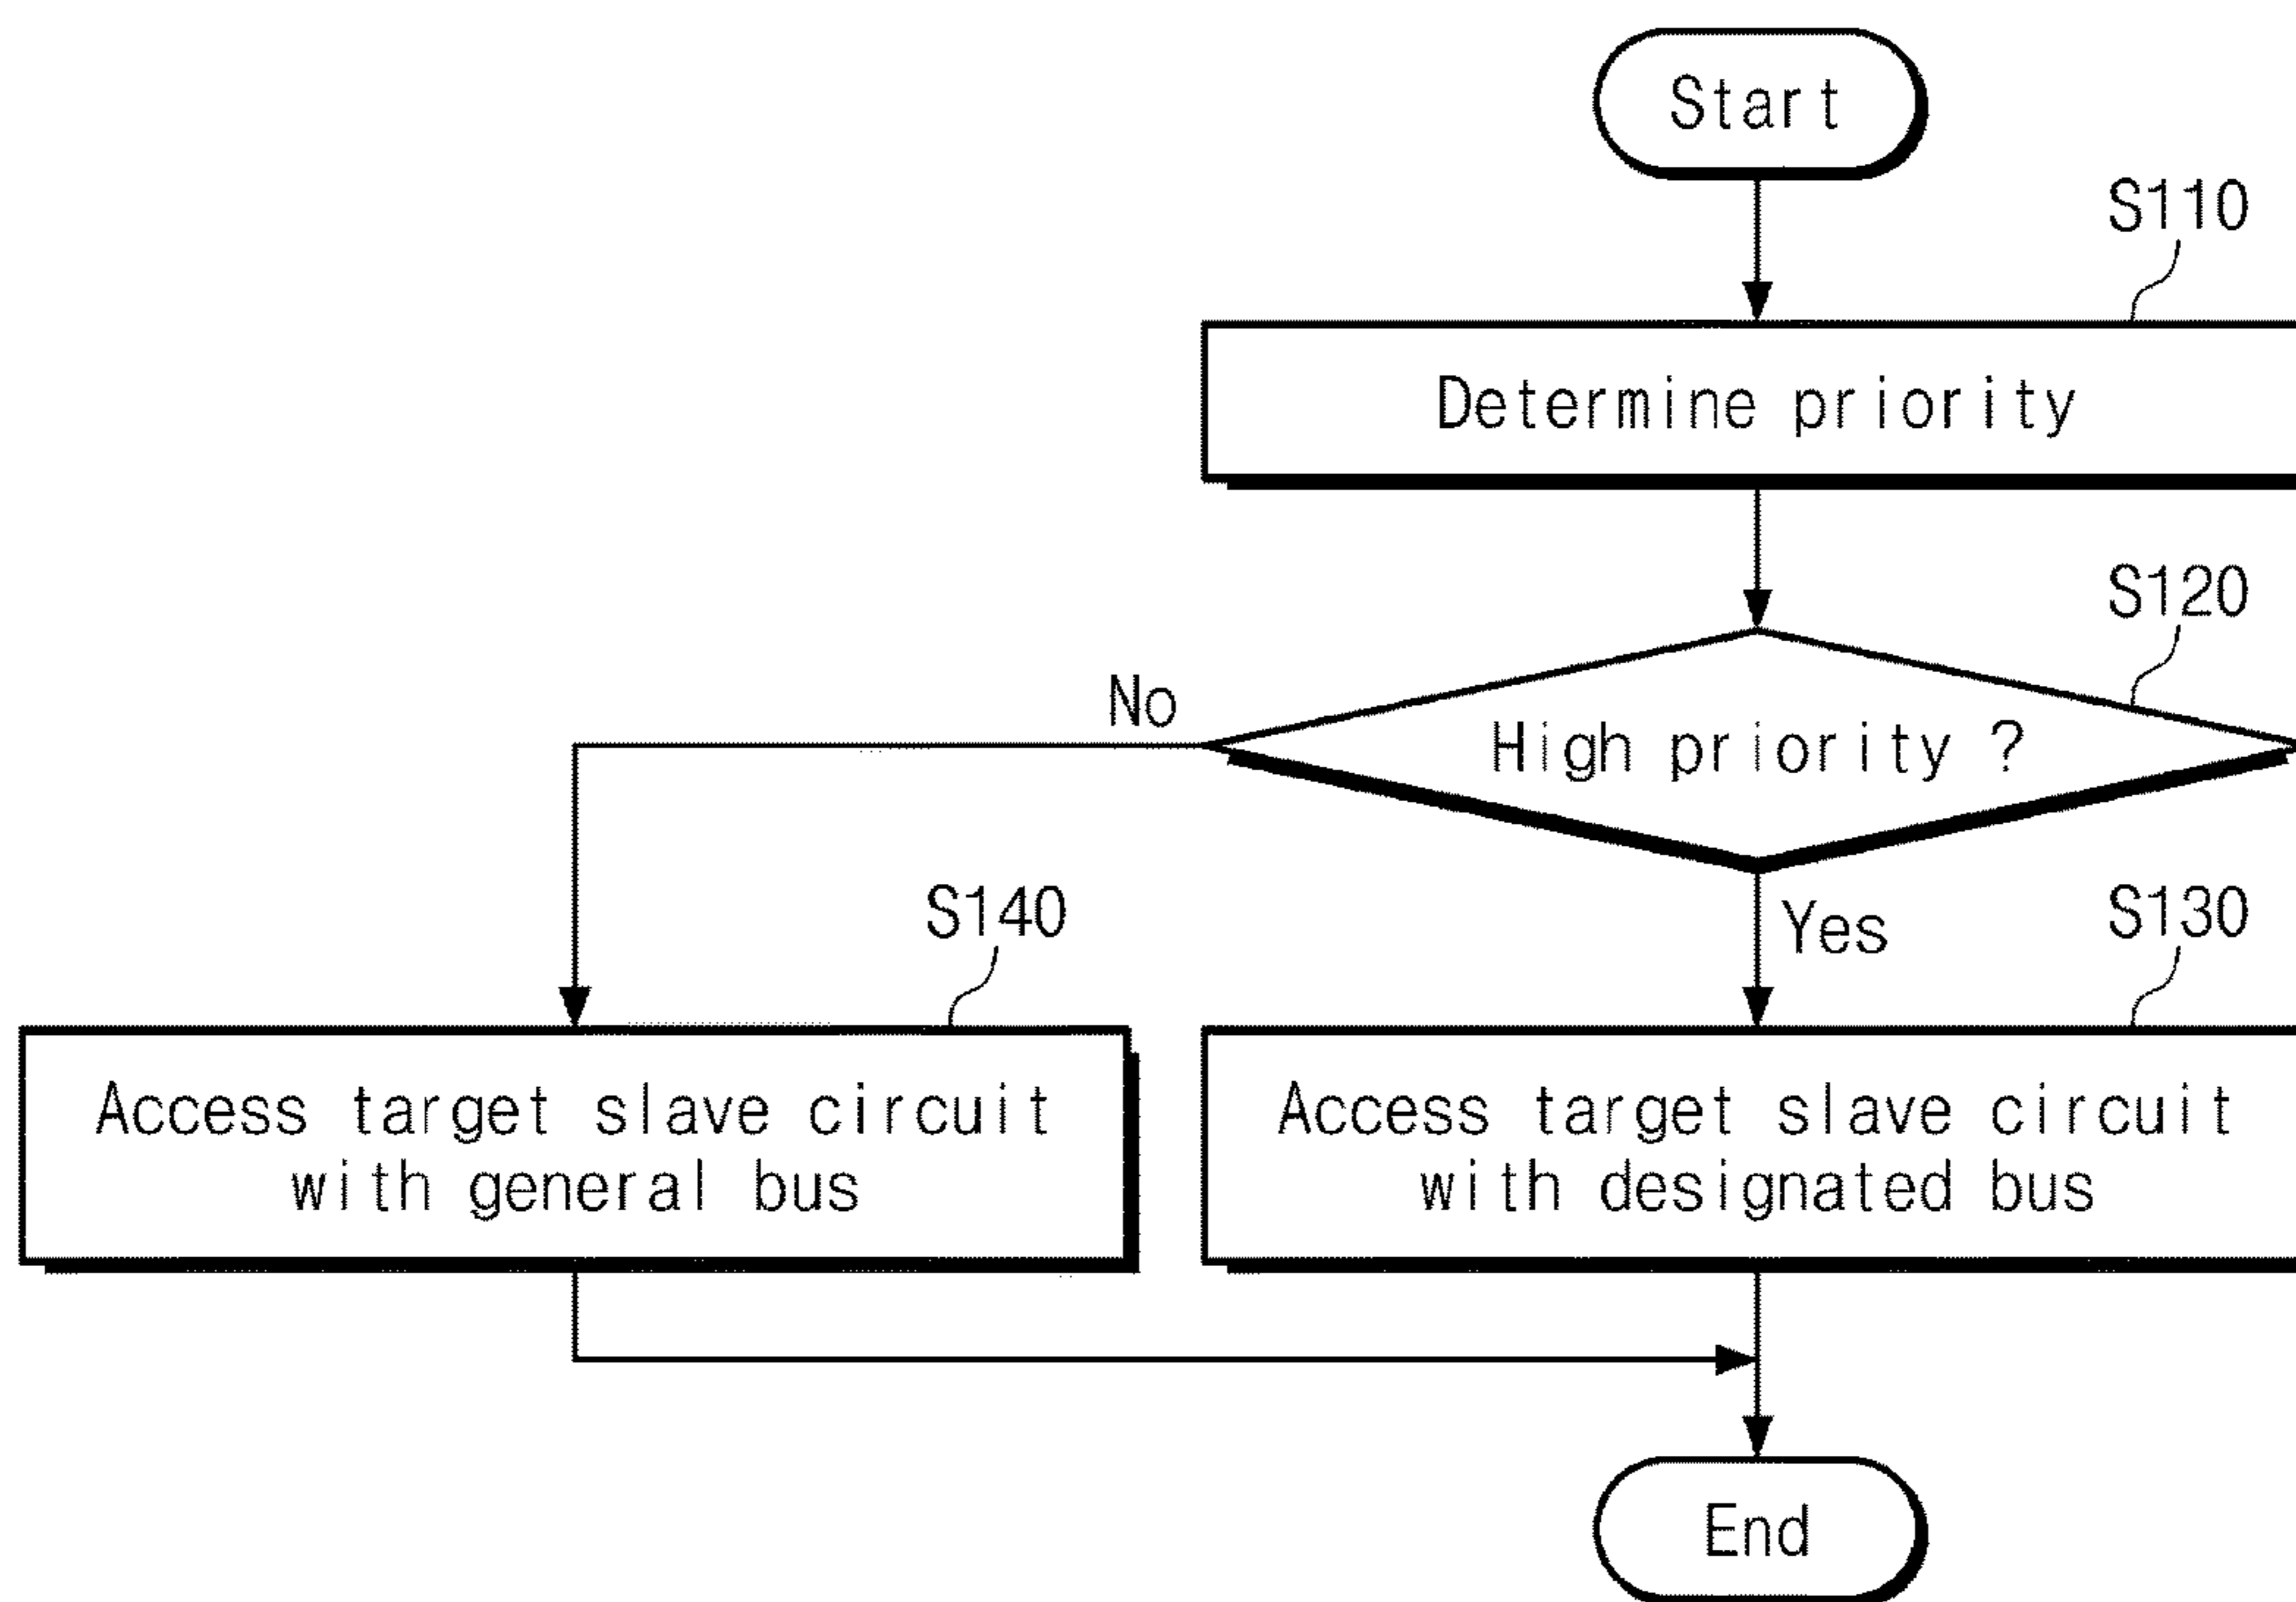 Start
S110
Determine priority
S120
No
High priority ?
S140
Yes
S130
Access target slave circuit
with general bus
Access target slave circuit
with designated bus
End